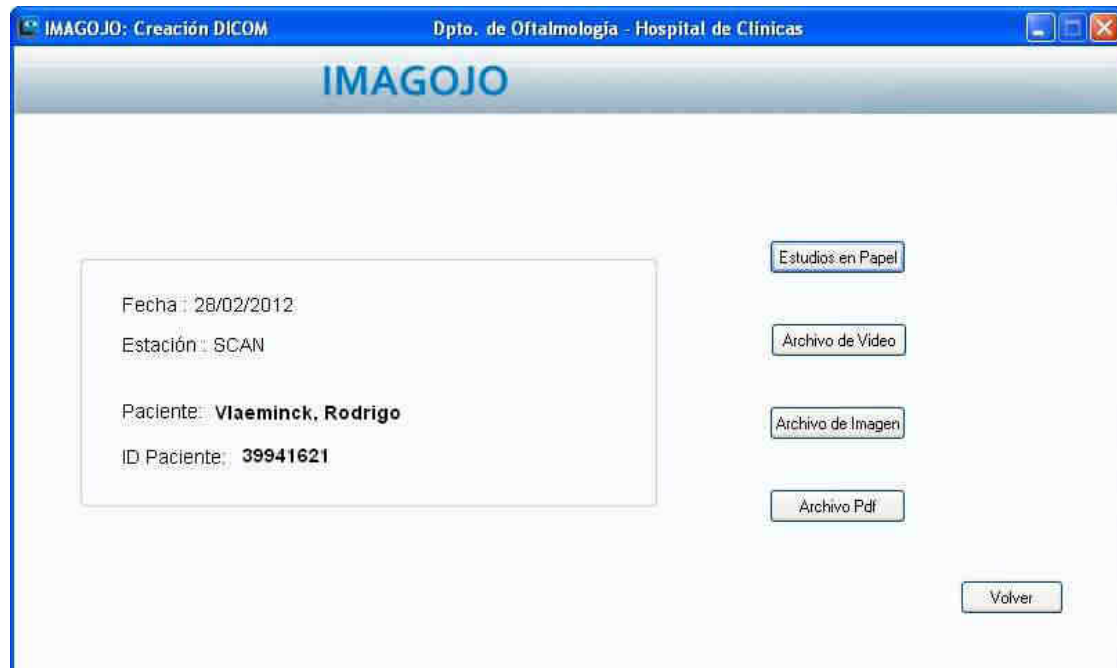 IMAGOJO: Creación DICOM Dpto. de Oftalmología - Hospital de Clínicas
IMAGOJO
Fecha : 28/02/2012
Estación : SCAN
Paciente: Vlaeminck, Rodrigo
ID Paciente: 39941621
Estudios en Papel
Archivo de Video
Archivo de Imagen
Archivo Pdf
Volver